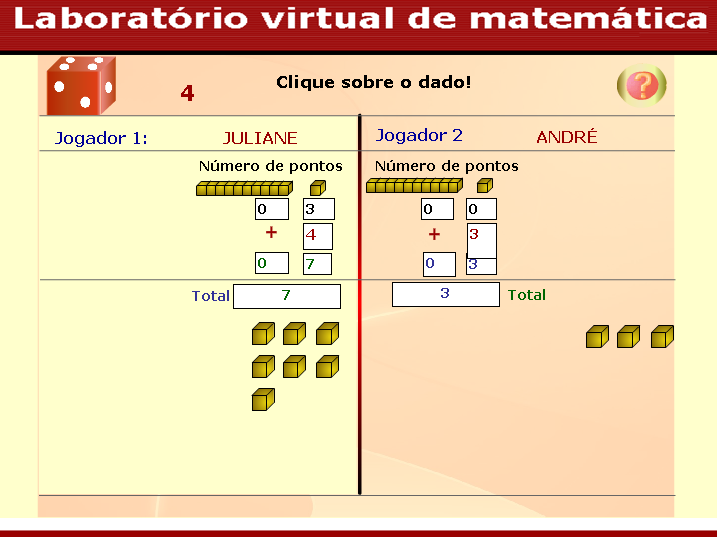 Laboratório virtual de matemática
4
Clique sobre o dado!
?
Jogador 1:
JULIANE
Jogador 2
ANDRÉ
Número de pontos
Número de pontos
0 3
+ 4
0 7
0 0
+ 3
0 3
Total 7
3 Total